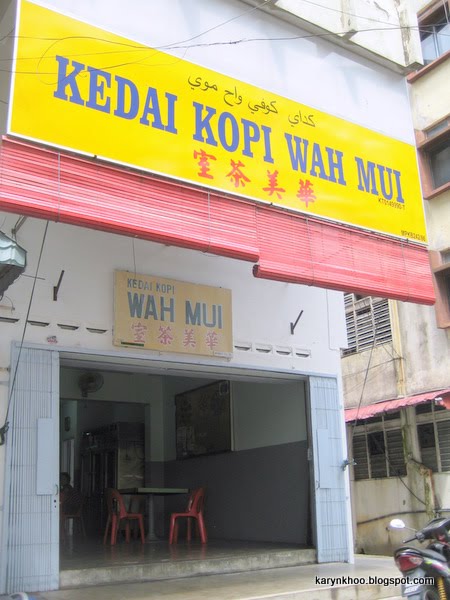 كداي كوفي واح موي
KEDAI KOPI WAH MUI
室茶美華
KEDAI KOPI
WAH MUI
室茶美華
karynkhoo.blogspot.com